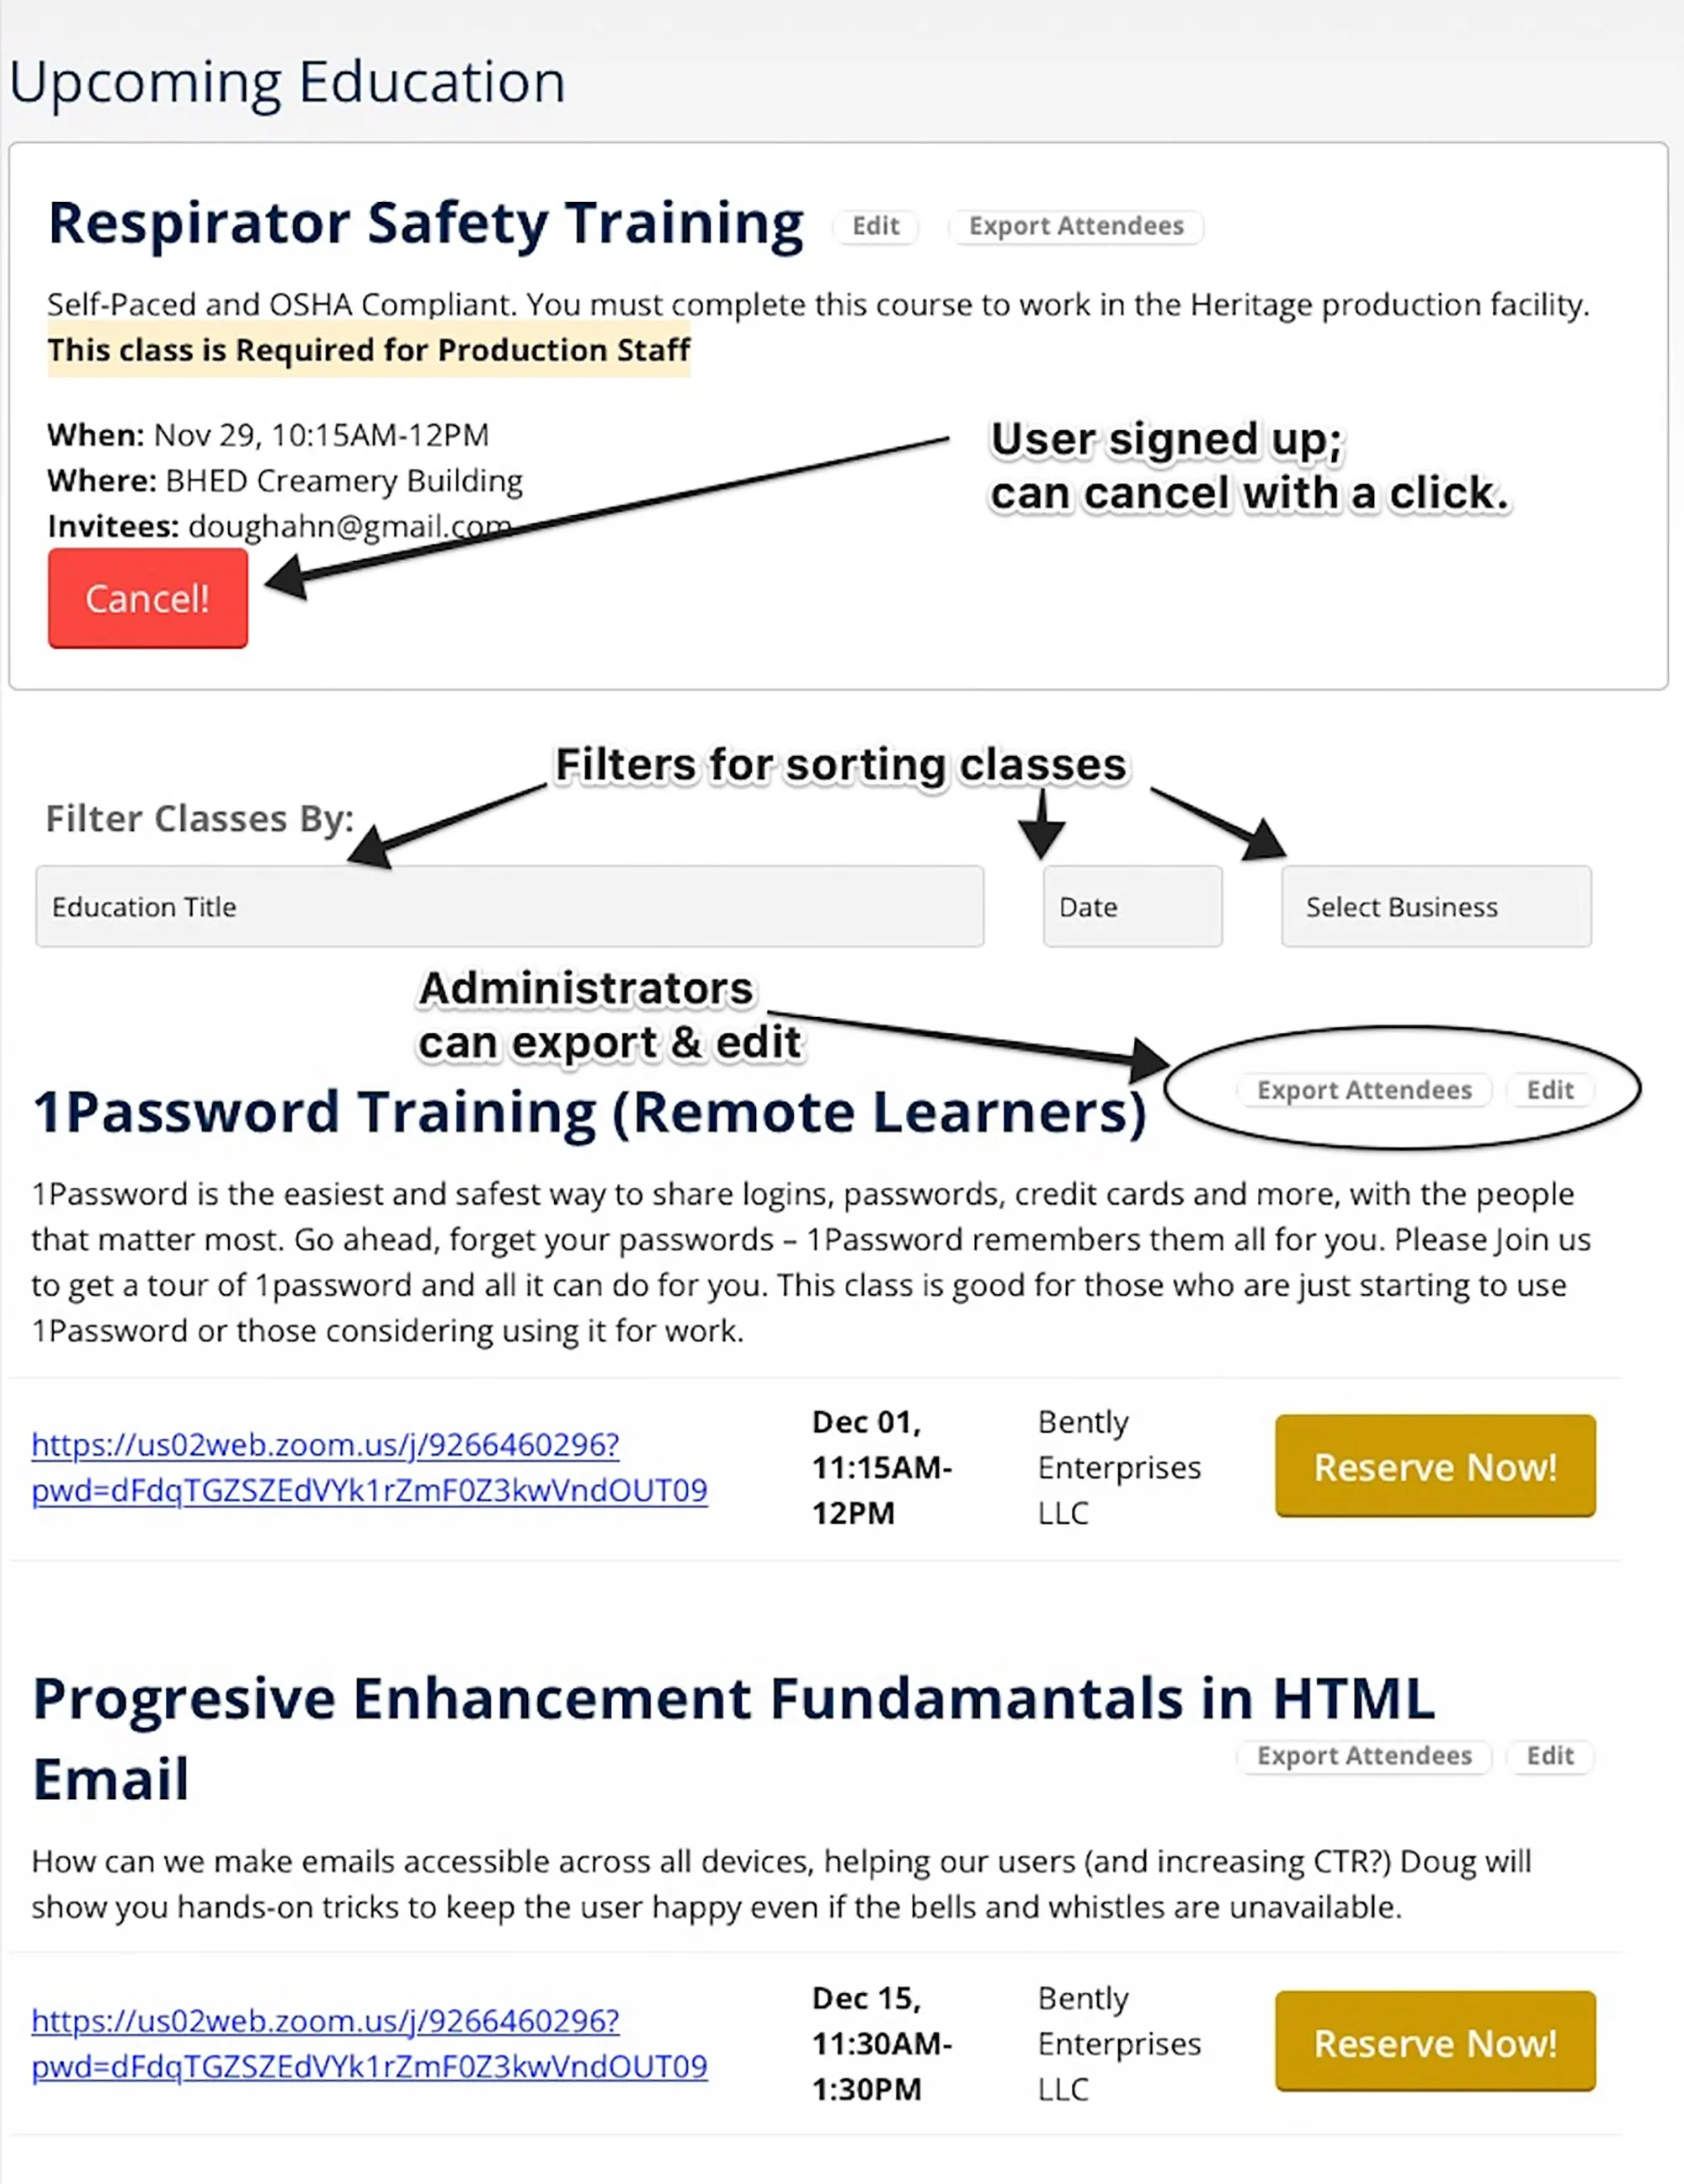 Upcoming Education
Respirator Safety Training
Edit
Export Attendees
Self-Paced and OSHA Compliant. You must complete this course to work in the Heritage production facility.
This class is Required for Production Staff
When: Nov 29, 10:15AM-12PM
Where: BHED Creamery Building
Invitees: doughahn@gmail.com
Cancel!
User signed up;
can cancel with a click.
Filters for sorting classes
Filter Classes By:
Education Title
Date
Select Business
Administrators
can export & edit
1Password Training (Remote Learners)
Export Attendees
Edit
1Password is the easiest and safest way to share logins, passwords, credit cards and more, with the people
that matter most. Go ahead, forget your passwords – 1Password remembers them all for you. Please Join us
to get a tour of 1password and all it can do for you. This class is good for those who are just starting to use
1Password or those considering using it for work.
https://us02web.zoom.us/j/9266460296?
pwd=dFdqTGZSZEdVYk1rZmF0Z3kwVndOUT09
Dec 01,
11:15AM-
12PM
Bently
Enterprises
LLC
Reserve Now!
Progresive Enhancement Fundamantals in HTML
Email
Export Attendees
Edit
How can we make emails accessible across all devices, helping our users (and increasing CTR?) Doug will
show you hands-on tricks to keep the user happy even if the bells and whistles are unavailable.
https://us02web.zoom.us/j/9266460296?
pwd=dFdqTGZSZEdVYk1rZmF0Z3kwVndOUT09
Dec 15,
11:30AM-
1:30PM
Bently
Enterprises
LLC
Reserve Now!